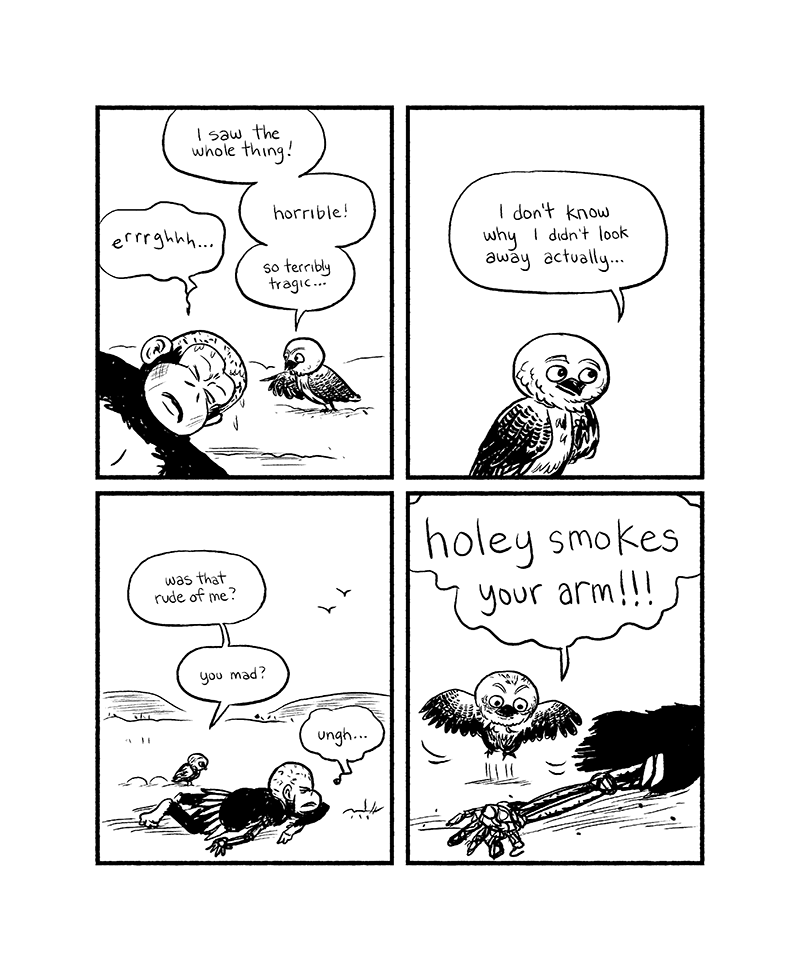 I saw the
whole thing!
horrible!
errrghhh...
so terribly
tragic...
I don't know
why I didn't look
away actually...
was that
rude of me?
you mad?
ungh...
holey smokes
your arm!!!